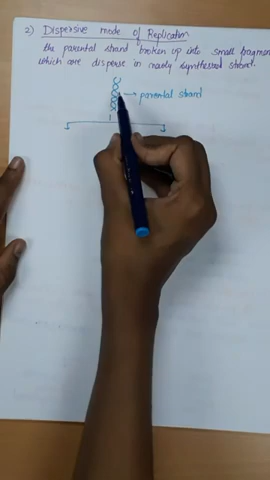 2) Dispersive mode of Replication
the parental strand broken up into small fragmen
which are disperse in newly synthesized strand.
parental strand